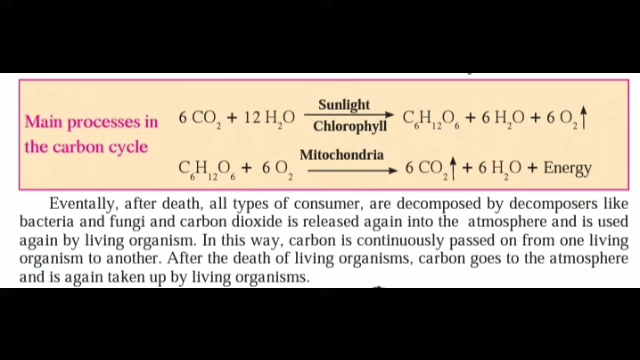 Main processes in
the carbon cycle
6 CO₂ + 12 H₂O Sunlight Chlorophyll C₆H₁₂O₆ + 6 H₂O + 6 O₂↑
C₆H₁₂O₆ + 6 O₂ Mitochondria 6 CO₂↑ + 6 H₂O + Energy
Eventally, after death, all types of consumer, are decomposed by decomposers like
bacteria and fungi and carbon dioxide is released again into the atmosphere and is used
again by living organism. In this way, carbon is continuously passed on from one living
organism to another. After the death of living organisms, carbon goes to the atmosphere
and is again taken up by living organisms.